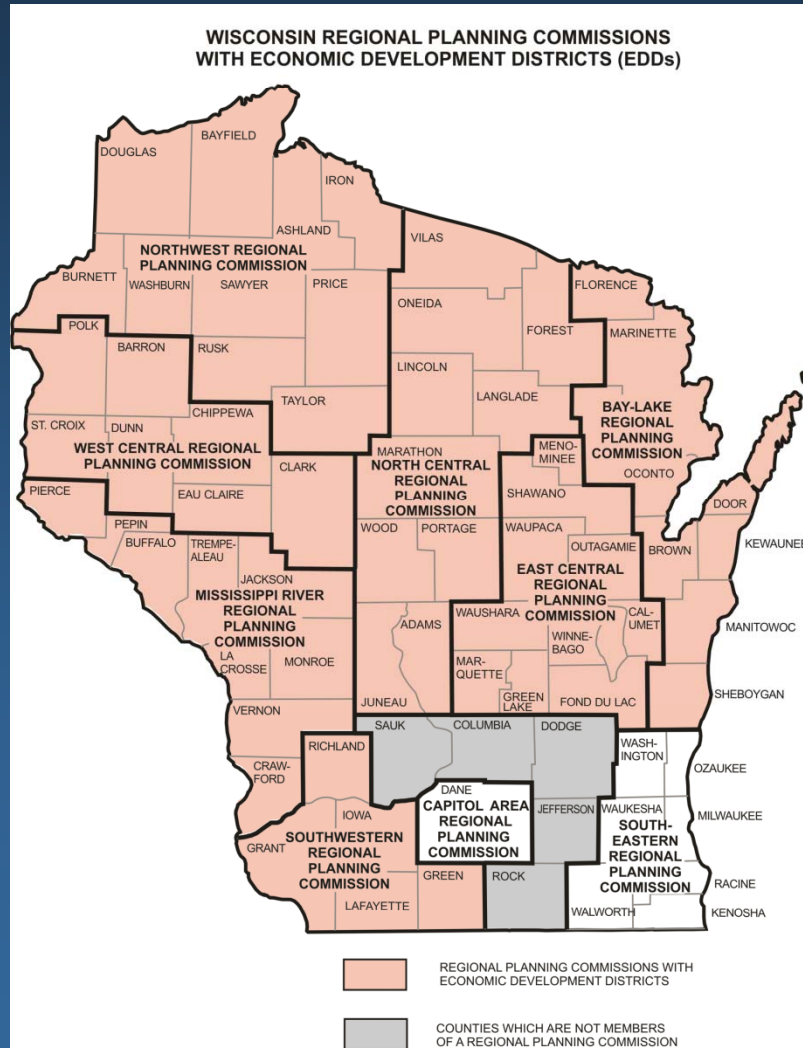 WISCONSIN REGIONAL PLANNING COMMISSIONS
WITH ECONOMIC DEVELOPMENT DISTRICTS (EDDs)
BAYFIELD
DOUGLAS
IRON
ASHLAND
VILAS
NORTHWEST REGIONAL
PLANNING COMMISSION
BURNETT
WASHBURN
SAWYER
PRICE
FLORENCE
ONEIDA
POLK
FOREST
MARINETTE
BARRON
RUSK
LINCOLN
TAYLOR
LANGLADE
CHIPPEWA
BAY-LAKE
REGIONAL
PLANNING
COMMISSION
ST. CROIX
DUNN
WEST CENTRAL REGIONAL
PLANNING COMMISSION
MARATHON
NORTH CENTRAL
REGIONAL
PLANNING
COMMISSION
MENO-
MINEE
CLARK
OCONTO
PIERCE
EAU CLAIRE
SHAWANO
DOOR
PEPIN
BUFFALO
TREMPE-
ALEAU
WOOD
PORTAGE
WAUPACA
OUTAGAMIE
BROWN
KEWAUNEE
JACKSON
MISSISSIPPI RIVER
REGIONAL
PLANNING
COMMISSION
EAST CENTRAL
REGIONAL
PLANNING
COMMISSION
ADAMS
WAUSHARA
CAL-
UMET
MANITOWOC
WINNE-
BAGO
LA
CROSSE
MONROE
MAR-
QUETTE
GREEN
LAKE
FOND DU LAC
SHEBOYGAN
VERNON
JUNEAU
SAUK
COLUMBIA
DODGE
RICHLAND
WASH-
INGTON
OZAUKEE
CRAW-
FORD
DANE
CAPITOL AREA
REGIONAL
PLANNING
COMMISSION
JEFFERSON
WAUKESHA
MILWAUKEE
IOWA
SOUTHWESTERN
REGIONAL
PLANNING
COMMISSION
GRANT
SOUTH-
EASTERN
REGIONAL
PLANNING
COMMISSION
GREEN
ROCK
RACINE
LAFAYETTE
WALWORTH
KENOSHA
REGIONAL PLANNING COMMISSIONS WITH
ECONOMIC DEVELOPMENT DISTRICTS
COUNTIES WHICH ARE NOT MEMBERS
OF A REGIONAL PLANNING COMMISSION